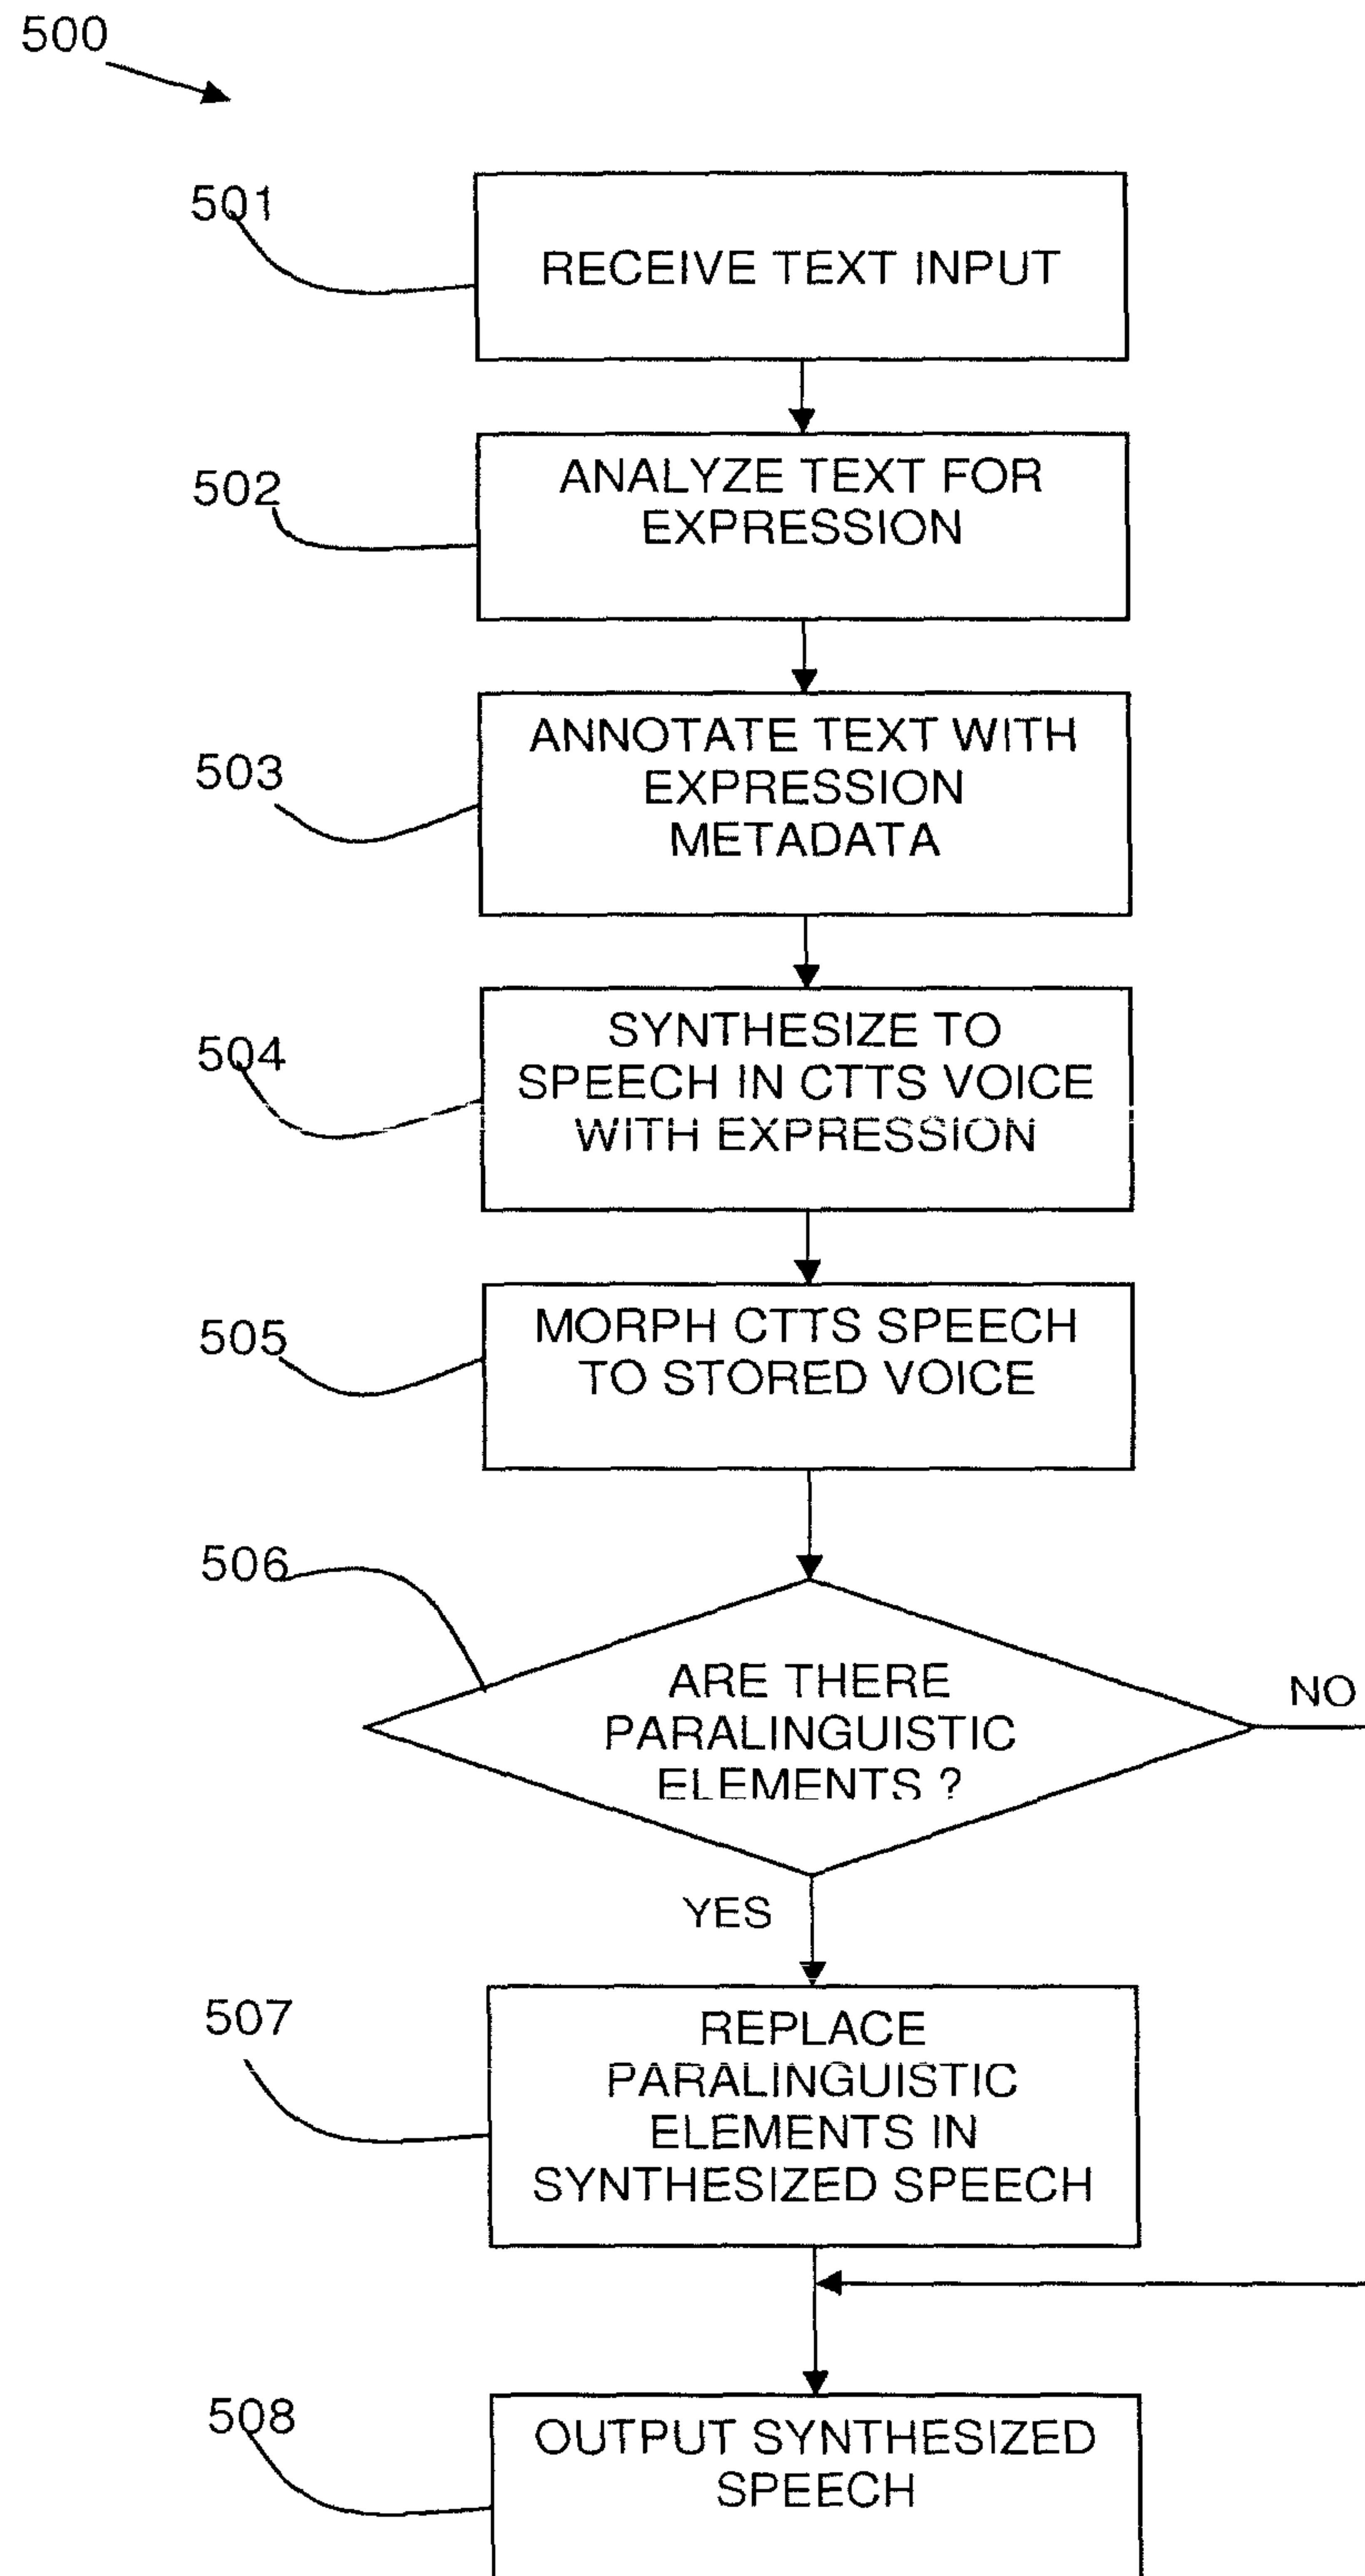 500
501
RECEIVE TEXT INPUT
502
ANALYZE TEXT FOR
EXPRESSION
503
ANNOTATE TEXT WITH
EXPRESSION
METADATA
504
SYNTHESIZE TO
SPEECH IN CTTS VOICE
WITH EXPRESSION
505
MORPH CTTS SPEECH
TO STORED VOICE
506
ARE THERE
PARALINGUISTIC
ELEMENTS ?
NO
YES
507
REPLACE
PARALINGUISTIC
ELEMENTS IN
SYNTHESIZED SPEECH
508
OUTPUT SYNTHESIZED
SPEECH